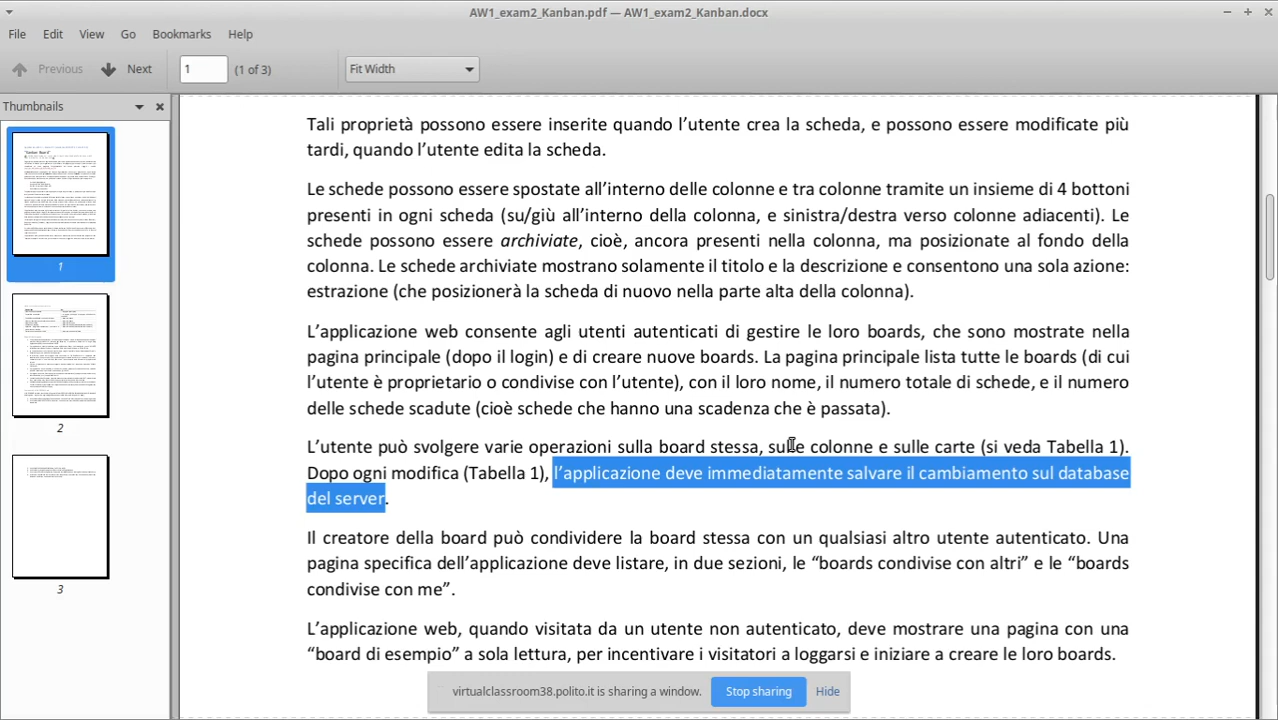 AW1_exam2_Kanban.pdf — AW1_exam2_Kanban.docx
File Edit View Go Bookmarks Help
Previous Next 1 (1 of 3) Fit Width
Thumbnails
1
2
3
Tali proprietà possono essere inserite quando l’utente crea la scheda, e possono essere modificate più
tardi, quando l’utente edita la scheda.
Le schede possono essere spostate all’interno delle colonne e tra colonne tramite un insieme di 4 bottoni
presenti in ogni scheda (su/giù all’interno della colonna, e sinistra/destra verso colonne adiacenti). Le
schede possono essere archiviate, cioè, ancora presenti nella colonna, ma posizionate al fondo della
colonna. Le schede archiviate mostrano solamente il titolo e la descrizione e consentono una sola azione:
estrazione (che posizionerà la scheda di nuovo nella parte alta della colonna).
L’applicazione web consente agli utenti autenticati di gestire le loro boards, che sono mostrate nella
pagina principale (dopo il login) e di creare nuove boards. La pagina principale lista tutte le boards (di cui
l’utente è proprietario o condivise con l’utente), con il loro nome, il numero totale di schede, e il numero
delle schede scadute (cioè schede che hanno una scadenza che è passata).
L’utente può svolgere varie operazioni sulla board stessa, sulle colonne e sulle carte (si veda Tabella 1).
Dopo ogni modifica (Tabella 1), l’applicazione deve immediatamente salvare il cambiamento sul database
del server.
Il creatore della board può condividere la board stessa con un qualsiasi altro utente autenticato. Una
pagina specifica dell’applicazione deve listare, in due sezioni, le “boards condivise con altri” e le “boards
condivise con me”.
L’applicazione web, quando visitata da un utente non autenticato, deve mostrare una pagina con una
“board di esempio” a sola lettura, per incentivare i visitatori a loggarsi e iniziare a creare le loro boards.
virtualclassroom38.polito.it is sharing a window. Stop sharing Hide